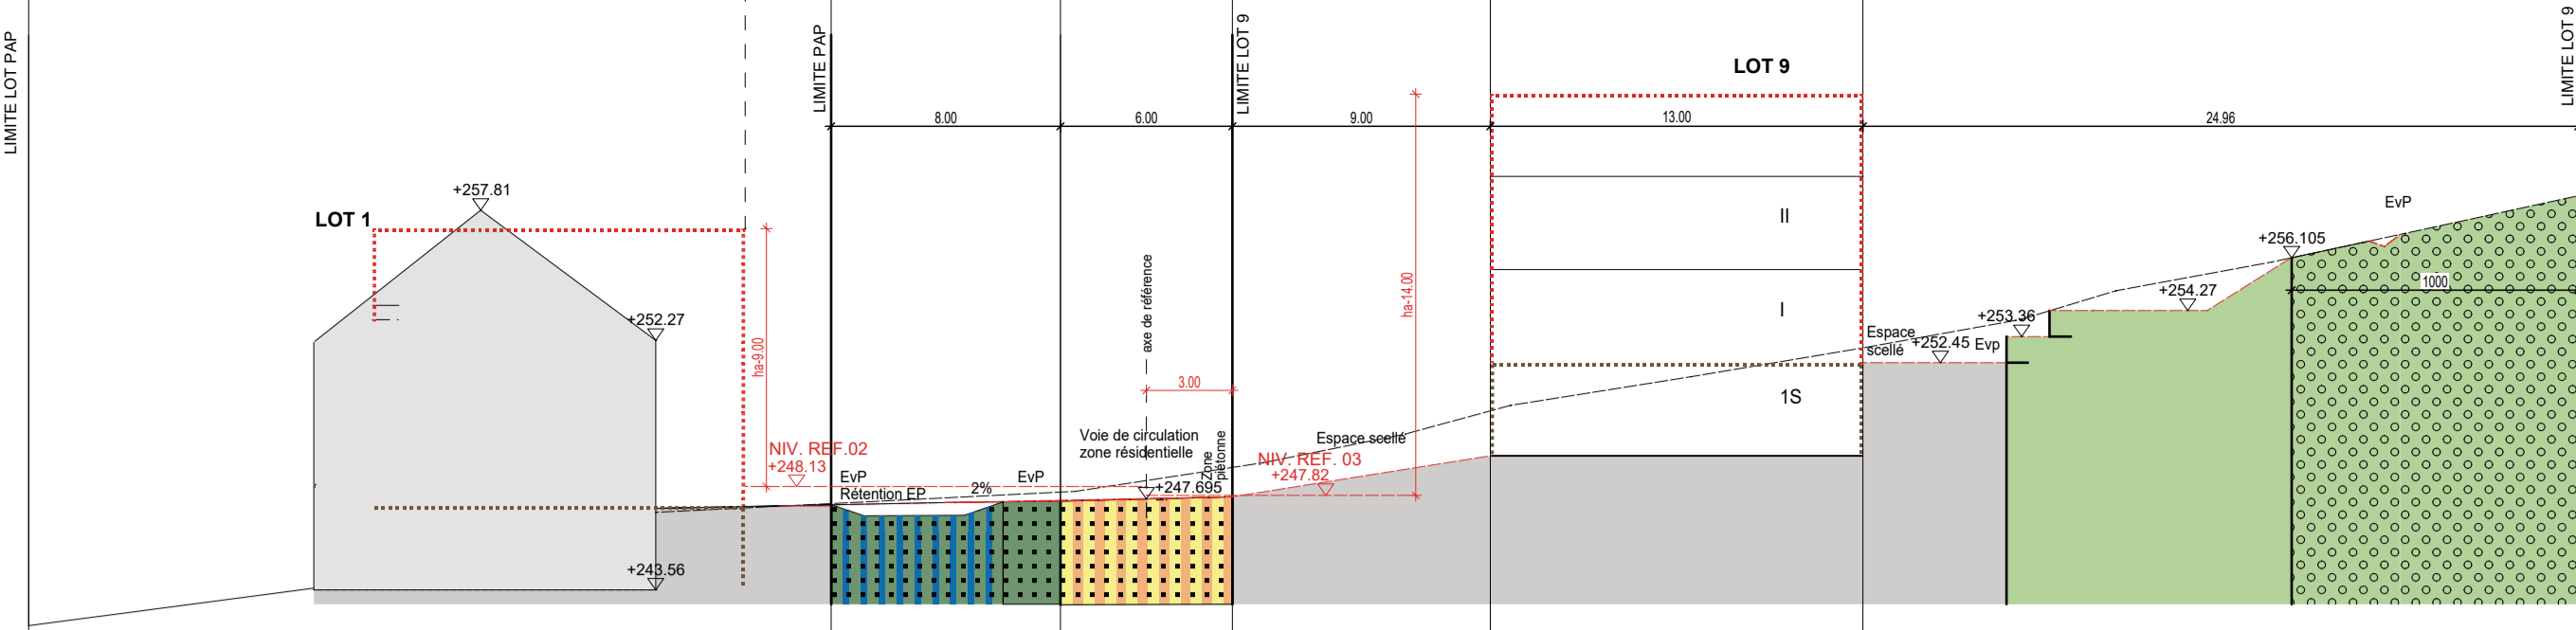 LIMITE LOT PAP
LIMITE PAP
LIMITE LOT 9
LOT 9
LIMITE LOT 9
8.00
6.00
9.00
13.00
24.96
+257.81
LOT 1
II
EvP
+256.105
axe de référence
ha-14.00
I
1000
+254.27
+252.27
+253.36
Espace
scellé
+252.45
Evp
ha-9.00
3.00
1S
Voie de circulation
zone résidentielle
Zone
piétonne
Espace scellé
NIV. REF.02
+248.13
NIV. REF. 03
+247.82
EvP
Rétention EP
2%
EvP
+247.695
+243.56